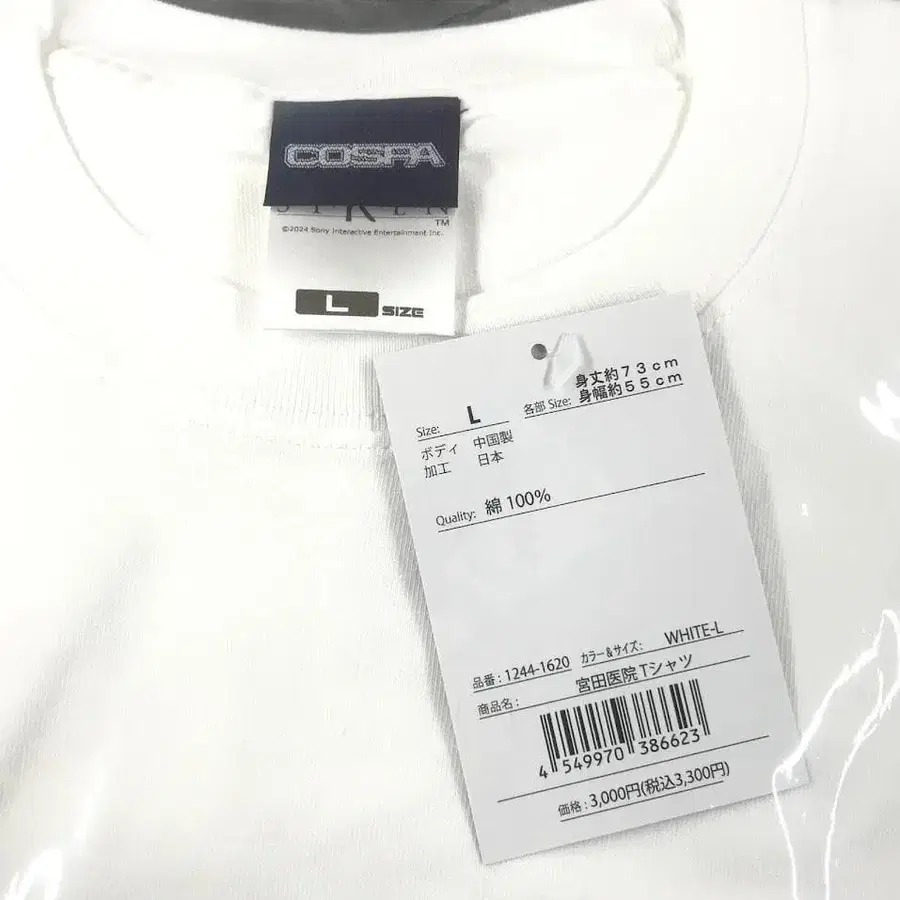 COSPA
SIREN
TM
©2024 Sony Interactive Entertainment Inc.
L SIZE
Size: L
各部 Size: 身丈約73cm
身幅約55cm
ボディ 中国製
加工 日本
Quality: 綿 100%
品番: 1244-1620 カラー&サイズ: WHITE-L
商品名: 宮田医院Tシャツ
4 549970 386623
価格: 3,000円(税込3,300円)